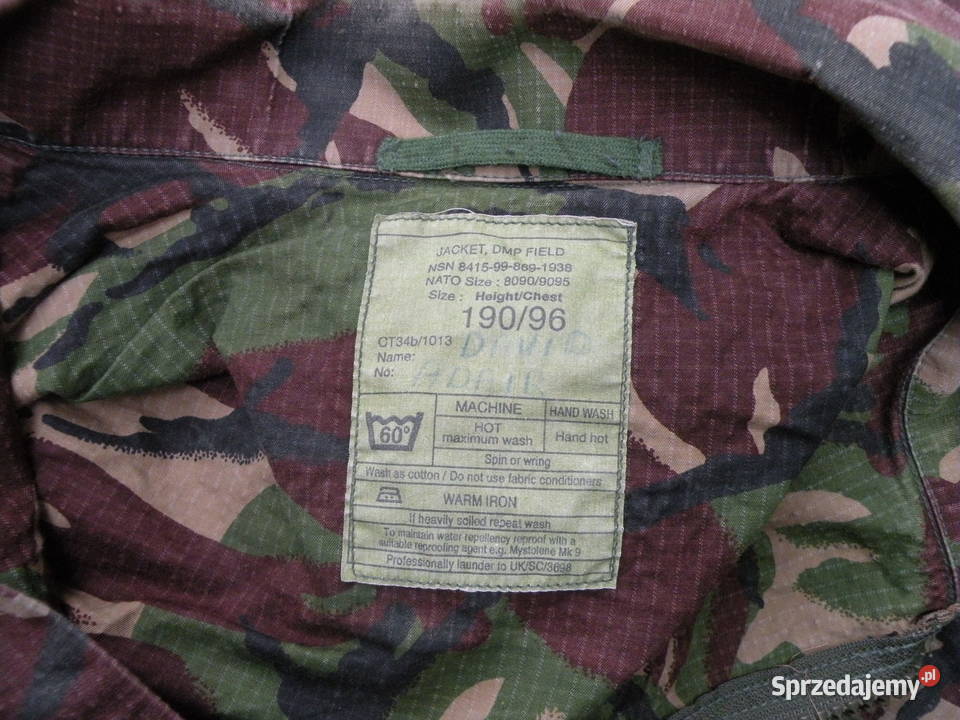 JACKET, DMP FIELD
NSN 8415-99-869-1938
NATO Size : 8090/9095
Size : Height/Chest
190/96
CT34b/1013
Name: DAVID
No: ADAIR
MACHINE
HAND WASH
60°
HOT
maximum wash
Hand hot
Spin or wring
Wash as cotton / Do not use fabric conditioners
WARM IRON
If heavily soiled repeat wash
To maintain water repellency reproof with a
suitable reproofing agent e.g. Mystolene Mk 9
Professionally launder to UK/SC/3698
Sprzedajemy.pl